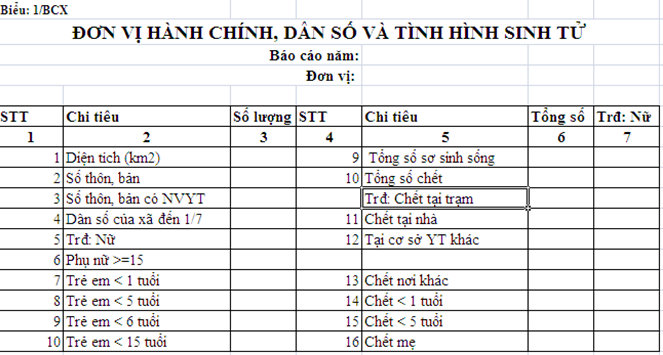 Biểu: 1/BCX
ĐƠN VỊ HÀNH CHÍNH, DÂN SỐ VÀ TÌNH HÌNH SINH TỬ
Báo cáo năm:
Đơn vị:
STT Chi tiêu Số lượng STT Chi tiêu Tổng số Trđ: Nữ
1 2 3 4 5 6 7
1 Diện tích (km2) 9 Tổng số sơ sinh sống
2 Số thôn, bản 10 Tổng số chết
3 Số thôn, bản có NVYT Trđ: Chết tại trạm
4 Dân số của xã đến 1/7 11 Chết tại nhà
5 Trđ: Nữ 12 Tại cơ sở YT khác
6 Phụ nữ >=15
7 Trẻ em < 1 tuổi 13 Chết nơi khác
8 Trẻ em < 5 tuổi 14 Chết < 1 tuổi
9 Trẻ em < 6 tuổi 15 Chết < 5 tuổi
10 Trẻ em < 15 tuổi 16 Chết mẹ